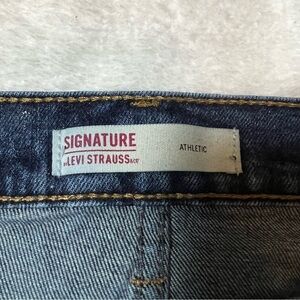 SIGNATURE
BY LEVI STRAUSS & CO
ATHLETIC